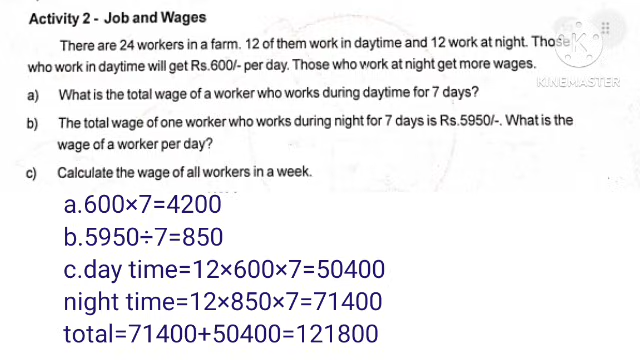 Activity 2 - Job and Wages
There are 24 workers in a farm. 12 of them work in daytime and 12 work at night. Those
who work in daytime will get Rs.600/- per day. Those who work at night get more wages.
KINEMASTER
a) What is the total wage of a worker who works during daytime for 7 days?
b) The total wage of one worker who works during night for 7 days is Rs.5950/-. What is the
wage of a worker per day?
c) Calculate the wage of all workers in a week.
a.600×7=4200
b.5950÷7=850
c.day time=12×600×7=50400
night time=12×850×7=71400
total=71400+50400=121800